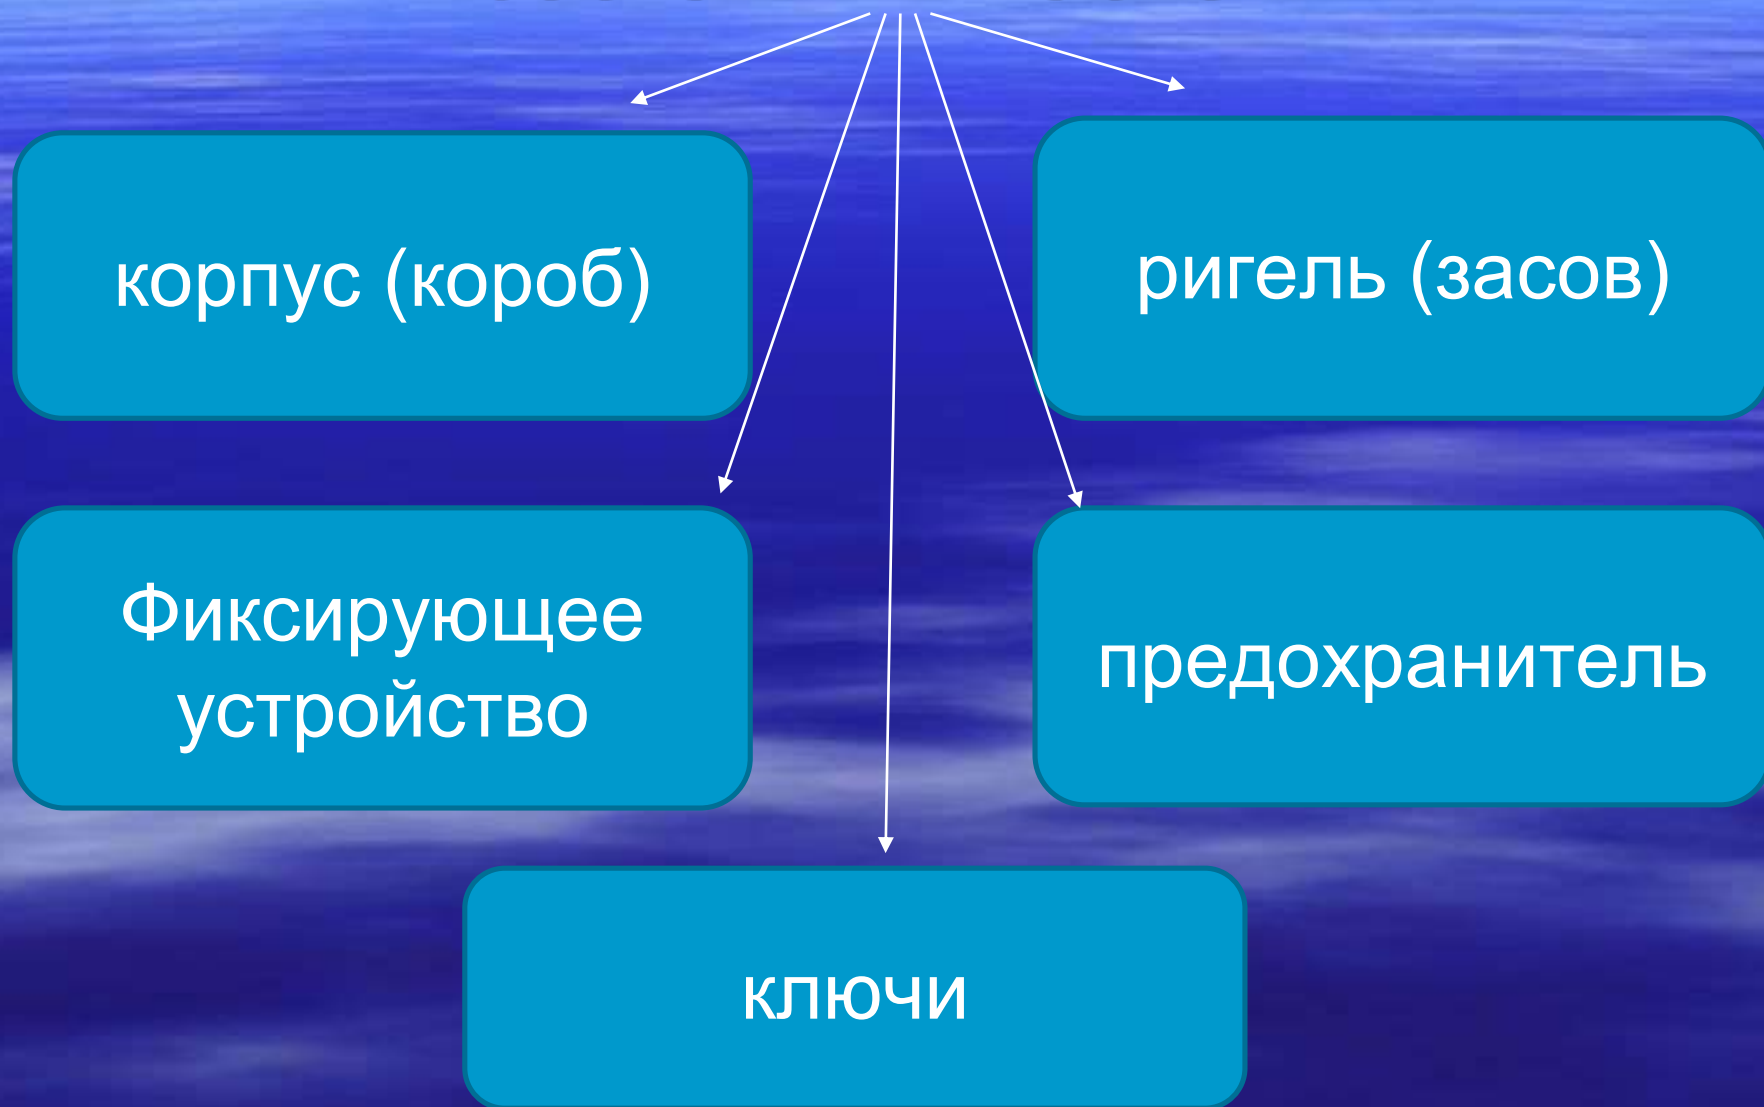 корпус (короб)
ригель (засов)
Фиксирующее
устройство
предохранитель
ключи